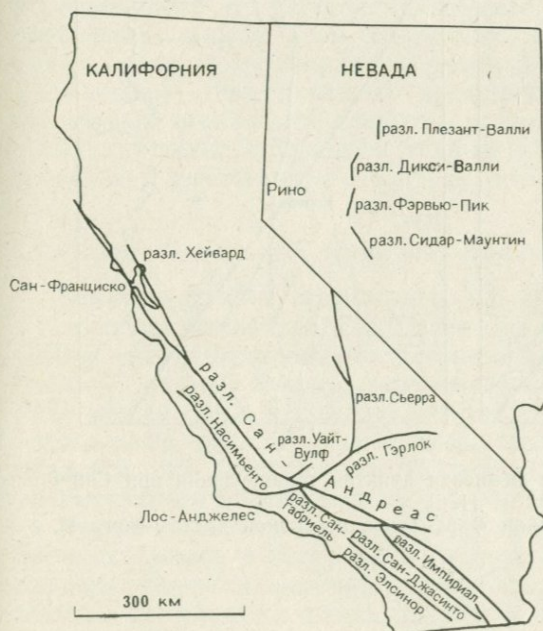 КАЛИФОРНИЯ
НЕВАДА
разл. Плезант-Валли
разл. Дикси-Валли
Рино
разл. Фэрвью-Пик
разл. Сидар-Маунтин
разл. Хейвард
Сан-Франциско
разл. Сан-
Андреас
разл. Насимьенто
разл. Сьерра
разл. Уайт-
Вулф
разл. Гэрлок
Лос-Анджелес
разл. Сан-
Габриель
разл. Импириал
разл. Сан-Джасинто
разл. Элсинор
300 км